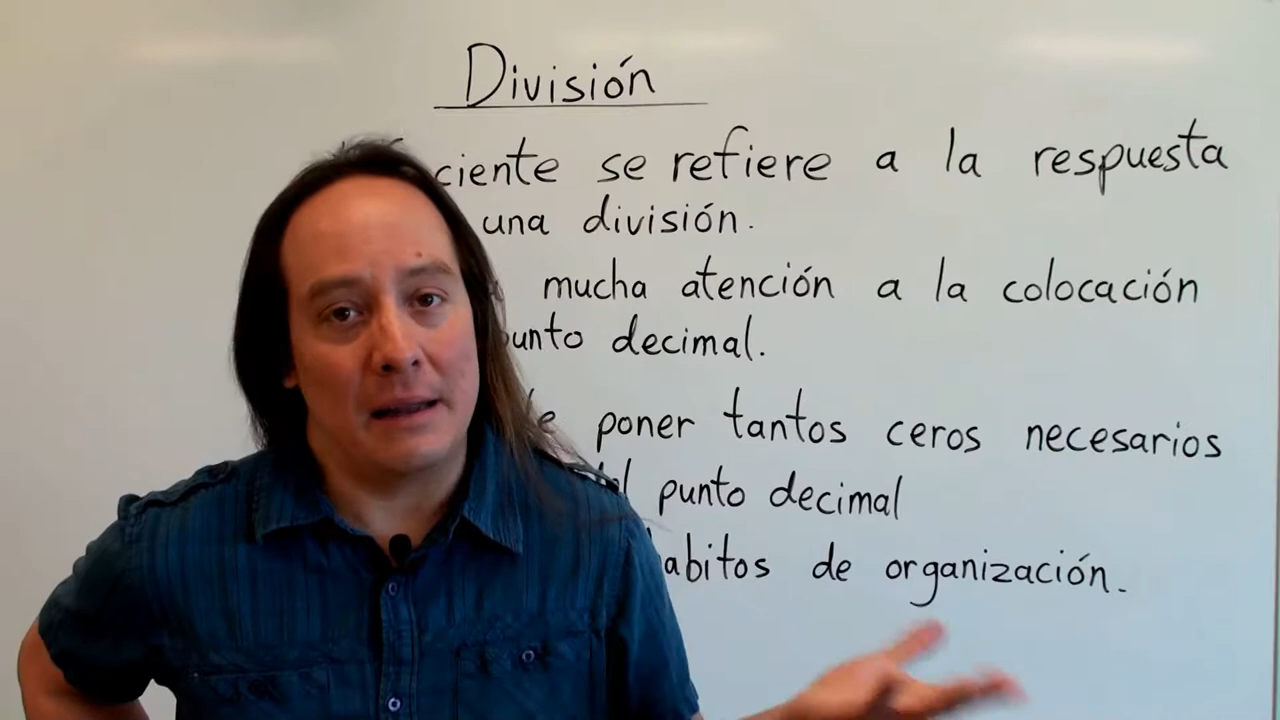 División
ciente se refiere a la respuesta
una división.
mucha atención a la colocación
punto decimal.
poner tantos ceros necesarios
punto decimal
abitos de organización.